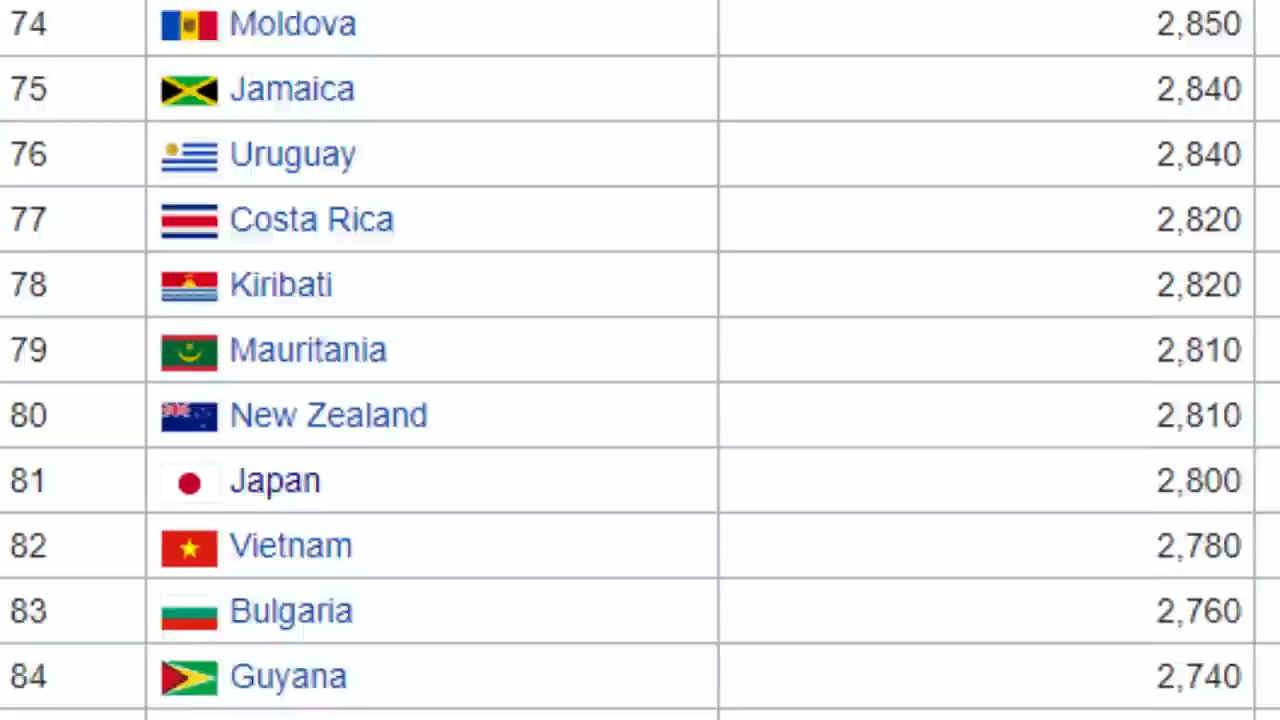 74 Moldova 2,850
75 Jamaica 2,840
76 Uruguay 2,840
77 Costa Rica 2,820
78 Kiribati 2,820
79 Mauritania 2,810
80 New Zealand 2,810
81 Japan 2,800
82 Vietnam 2,780
83 Bulgaria 2,760
84 Guyana 2,740